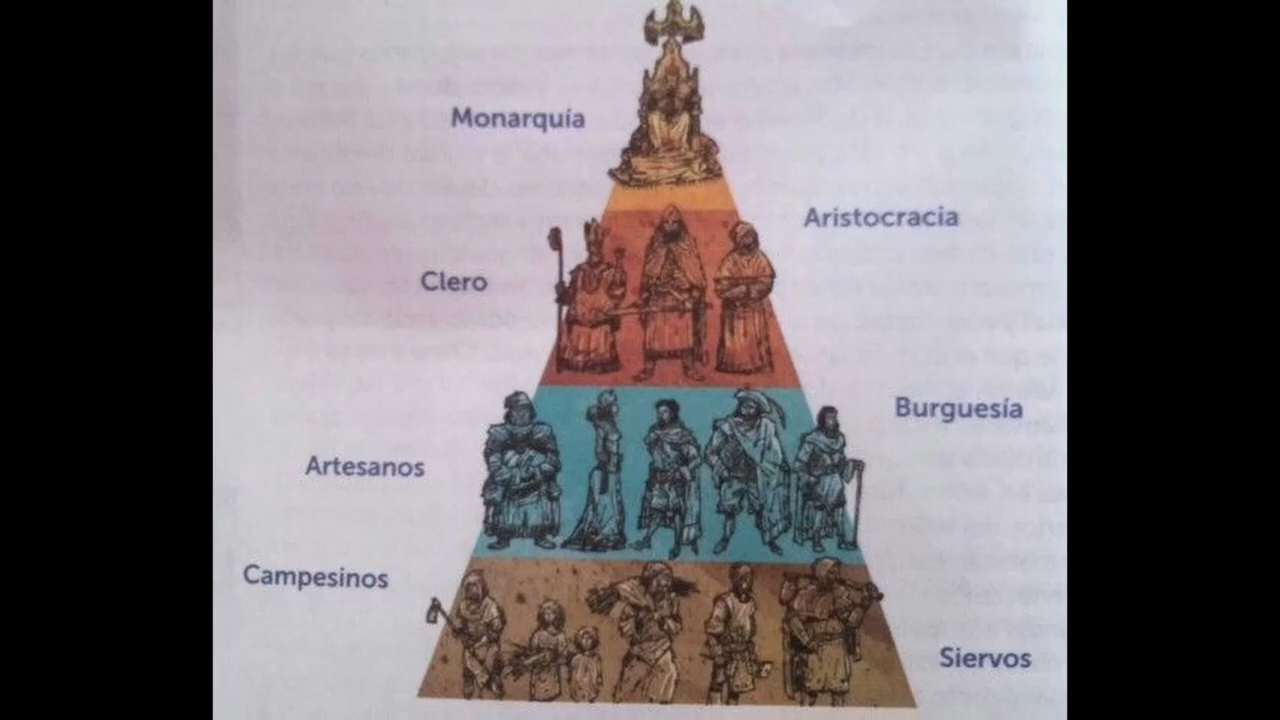 Monarquía
Aristocracia
Clero
Burguesía
Artesanos
Campesinos
Siervos